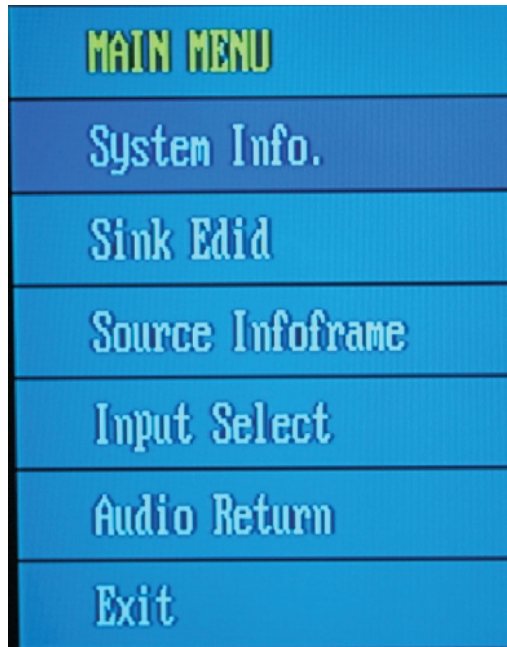 MAIN MENU
System Info.
Sink Edid
Source Infoframe
Input Select
Audio Return
Exit